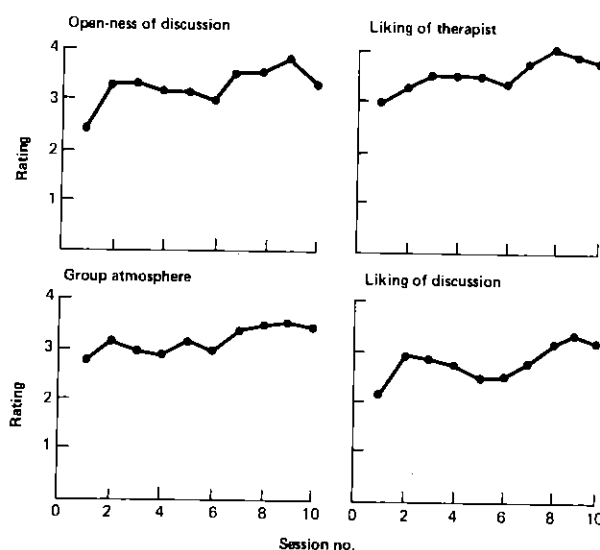 Open-ness of discussion
Liking of therapist
4
3
2
1
Rating
Group atmosphere
Liking of discussion
4
3
2
1
Rating
0 2 4 6 8 10
0 2 4 6 8 10
Session no.